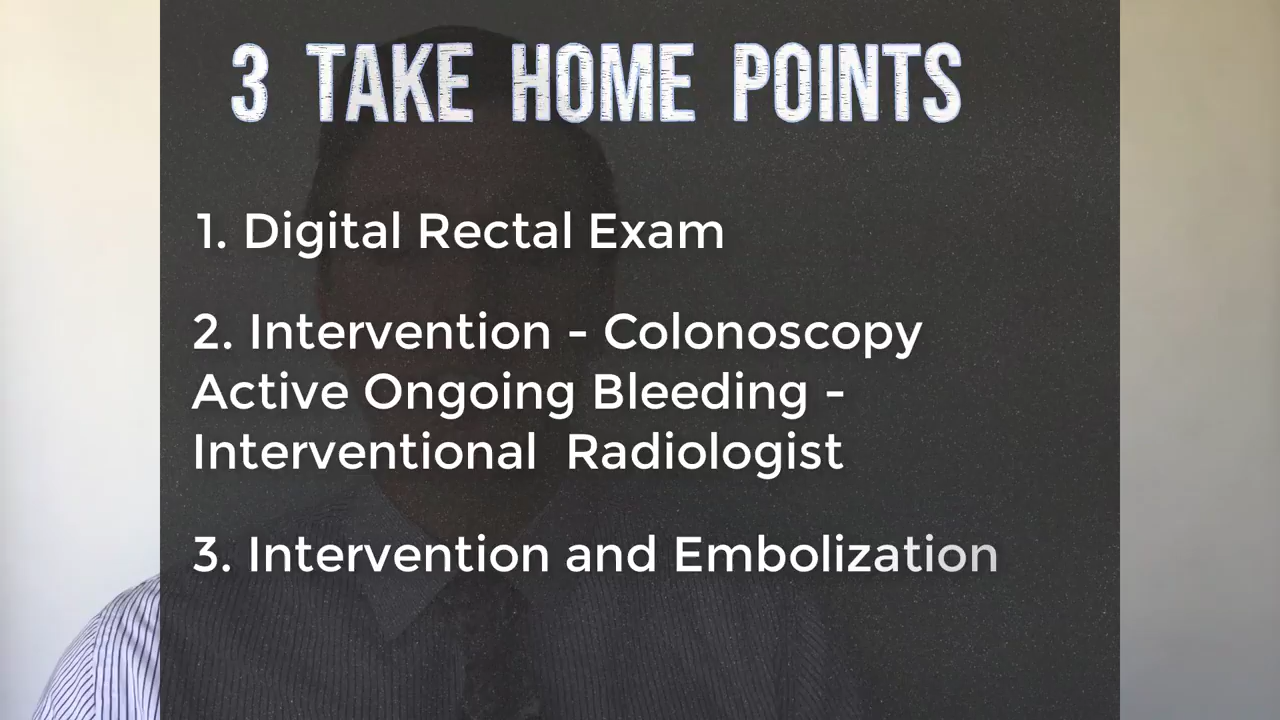 3 TAKE HOME POINTS
1. Digital Rectal Exam
2. Intervention - Colonoscopy
Active Ongoing Bleeding -
Interventional Radiologist
3. Intervention and Embolization